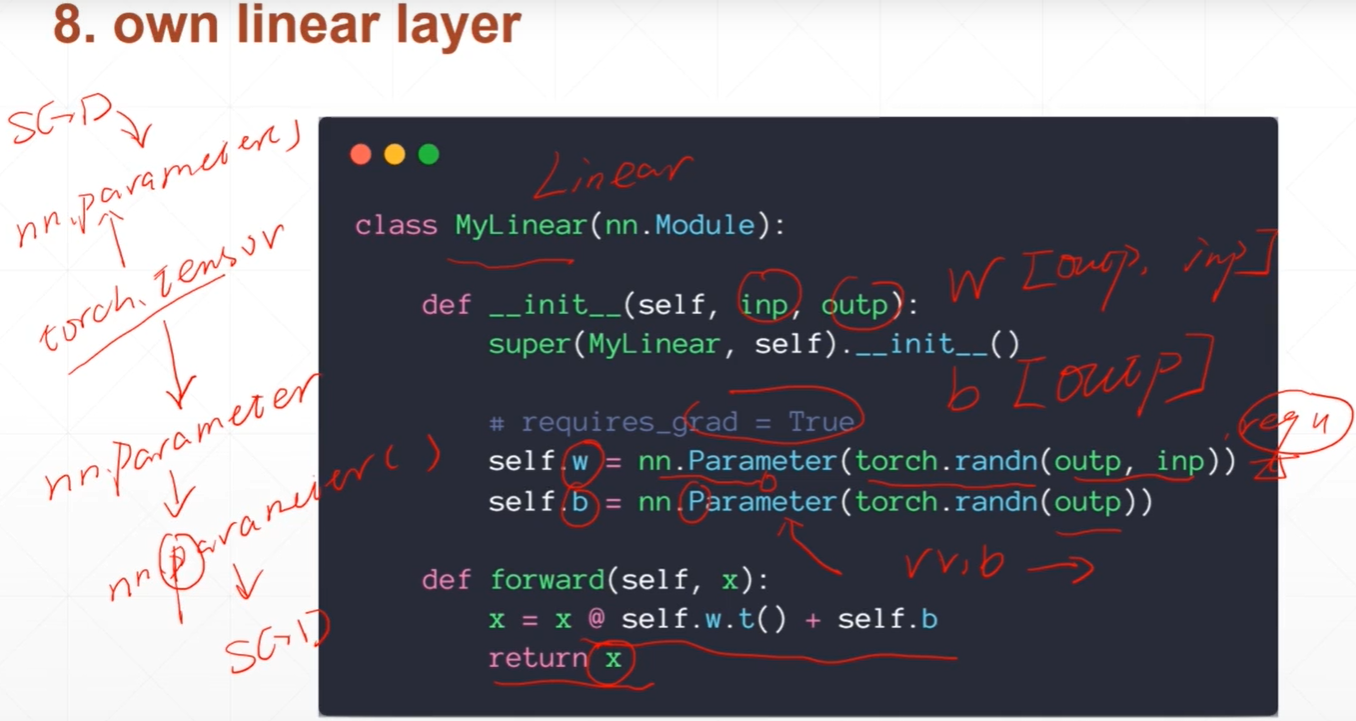 8. own linear layer
SGD
nn.parameters
torch.tensor
nn.Parameter
nn.parameter()
SGD
Linear
class MyLinear(nn.Module):
W [outp, inp]
def __init__(self, inp, outp):
super(MyLinear, self).__init__()
b [outp]
# requires_grad = True
requ
self.w = nn.Parameter(torch.randn(outp, inp))
self.b = nn.Parameter(torch.randn(outp))
def forward(self, x):
x = x @ self.w.t() + self.b
return x